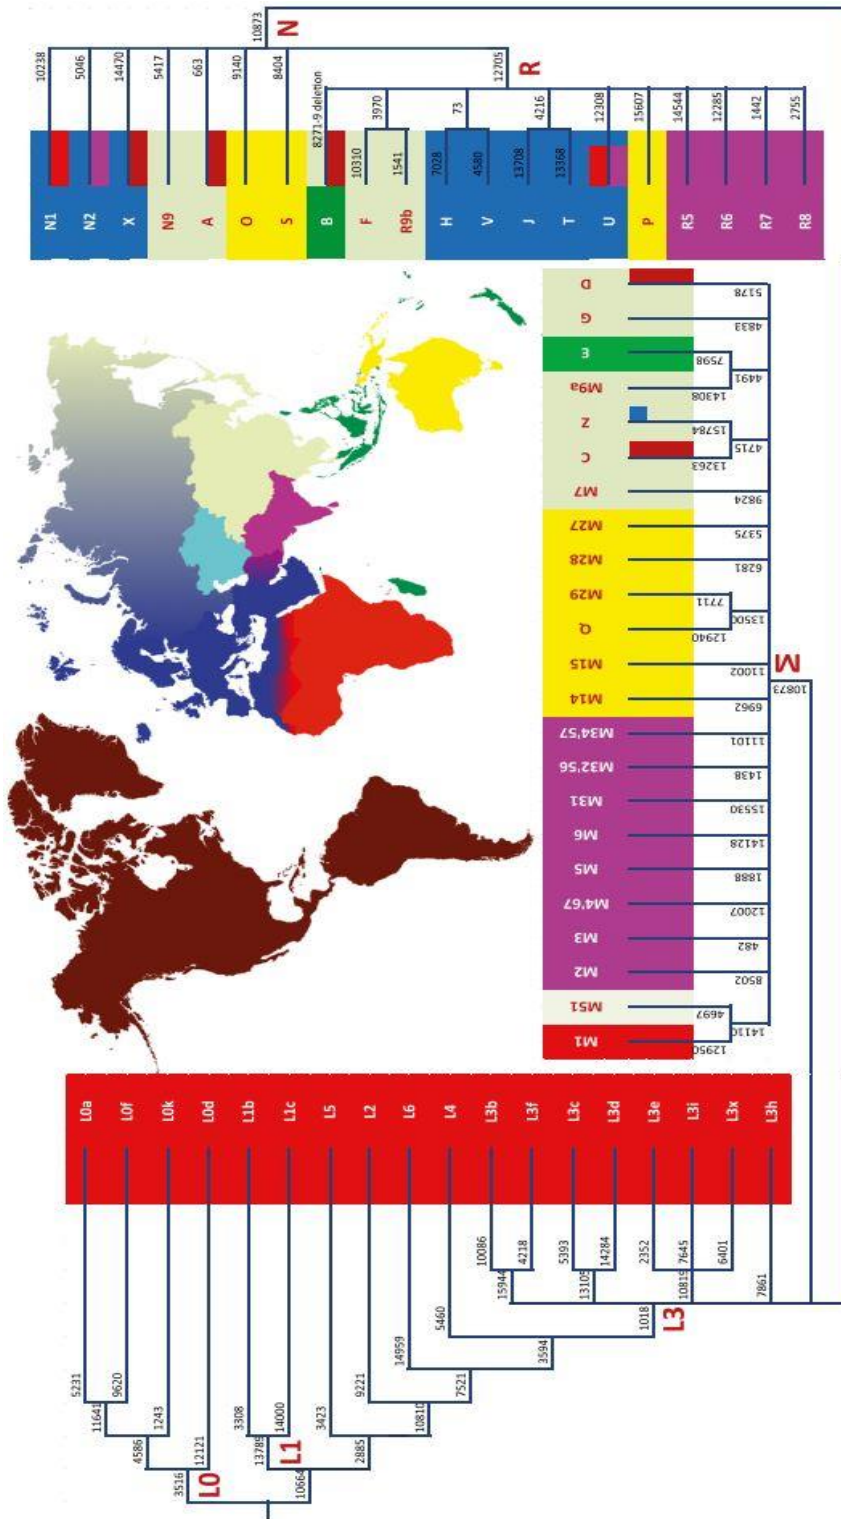 N
10873
10238
5046
14470
5417
663
9140
8404
R
12705
8271-9 deletion
3970
73
4216
12308
15607
14544
12285
1442
2755
10310
1541
7028
4580
13708
13368
N1
N2
X
N9
A
O
S
B
F
R9b
H
V
J
T
U
P
R5
R6
R7
R8
D
5178
G
4833
E
7598
4491
M9a
14308
Z
15784
4715
C
13263
M7
9824
M27
5375
M28
6281
M29
7711
13500
Q
12940
M15
11002
M
10873
M14
6962
M34'57
11101
M32'56
1438
M31
15530
M6
14128
M5
1888
M4'67
12007
M3
482
M2
8502
M51
4697
14110
M1
12950
L0a
L0f
L0k
L0d
L1b
L1c
L5
L2
L6
L4
L3b
L3f
L3c
L3d
L3e
L3i
L3x
L3h
10086
4218
15944
5393
14284
13105
2352
7645
6401
10819
7861
1018
L3
5460
3594
14959
7521
9221
10810
3423
2885
3308
14000
13789
L1
10664
5231
9620
11641
1243
4586
12121
3516
L0